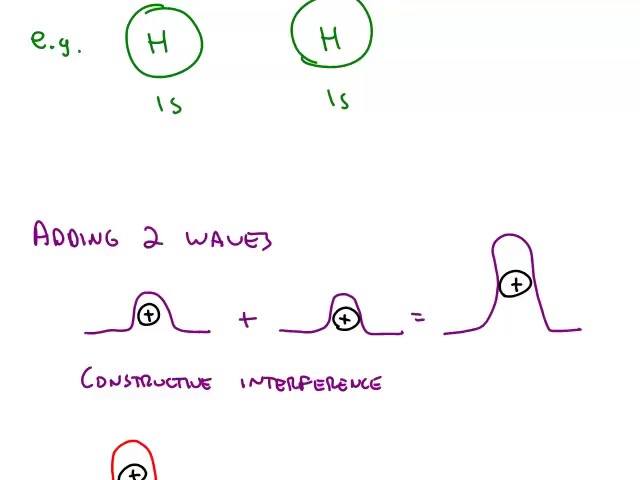 e.g. H H
1s 1s
ADDING 2 WAVES
+ + + =  +
CONSTRUCTIVE INTERFERENCE
+